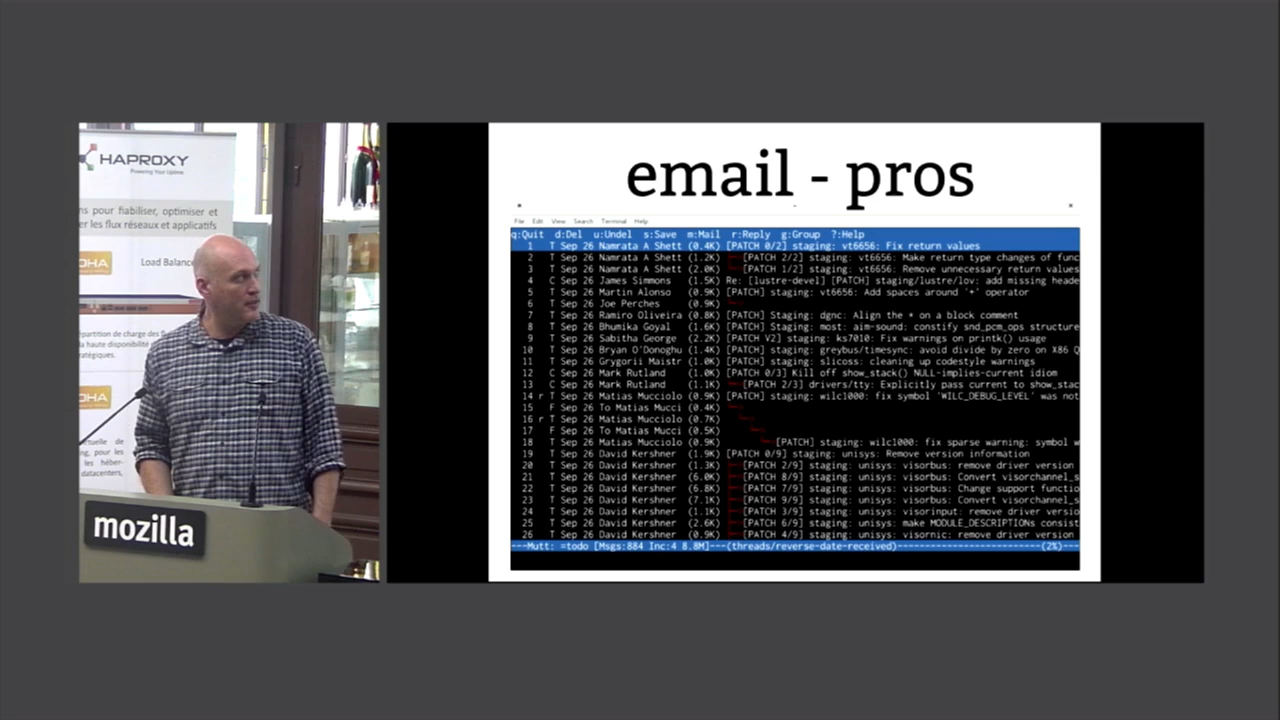 HAPROXY
Powering Your Uptime
ns pour fiabiliser, optimiser et
er les flux réseaux et applicatifs
OHA
Load Balance
épartition de charge des
la haute disponibilité
atégiques.
OHA
rtuelle de
ng, pour les
les héber-
datacenters,
mozilla
email - pros
File Edit View Search Terminal Help
q:Quit d:Del u:Undel s:Save m:Mail r:Reply g:Group ?:Help
1 T Sep 26 Namrata A Shett (0.4K) [PATCH 0/2] staging: vt6656: Fix return values
2 T Sep 26 Namrata A Shett (1.2K) [PATCH 2/2] staging: vt6656: Make return type changes of func
3 T Sep 26 Namrata A Shett (2.0K) [PATCH 1/2] staging: vt6656: Remove unnecessary return values
4 C Sep 26 James Simmons (1.5K) Re: [lustre-devel] [PATCH] staging/lustre/lov: add missing heade
5 T Sep 26 Martin Alonso (0.9K) [PATCH] staging: vt6656: Add spaces around '+' operator
6 T Sep 26 Joe Perches (0.9K)
7 T Sep 26 Ramiro Oliveira (0.8K) [PATCH] Staging: dgnc: Align the * on a block comment
8 T Sep 26 Bhumika Goyal (1.6K) [PATCH] Staging: most: aim-sound: constify snd_pcm_ops structure
9 T Sep 26 Sabitha George (2.2K) [PATCH V2] staging: ks7010: Fix warnings on printk() usage
10 T Sep 26 Bryan O'Donoghu (1.4K) [PATCH] staging: greybus/timesync: avoid divide by zero on X86 Q
11 T Sep 26 Grygorii Maistr (1.0K) [PATCH] staging: slicoss: cleaning up codestyle warnings
12 C Sep 26 Mark Rutland (1.0K) [PATCH 0/3] Kill off show_stack() NULL-implies-current idiom
13 C Sep 26 Mark Rutland (1.1K) [PATCH 2/3] drivers/tty: Explicitly pass current to show_stac
14 r T Sep 26 Matias Mucciolo (0.9K) [PATCH] staging: wilc1000: fix symbol 'WILC_DEBUG_LEVEL' was not
15 F Sep 26 To Matias Mucci (0.4K)
16 r T Sep 26 Matias Mucciolo (0.7K)
17 F Sep 26 To Matias Mucci (0.5K)
18 T Sep 26 Matias Mucciolo (0.9K) [PATCH] staging: wilc1000: fix sparse warning: symbol w
19 T Sep 26 David Kershner (1.9K) [PATCH 0/9] staging: unisys: Remove version information
20 T Sep 26 David Kershner (1.3K) [PATCH 2/9] staging: unisys: visorbus: remove driver version
21 T Sep 26 David Kershner (6.0K) [PATCH 8/9] staging: unisys: visorbus: Convert visorchannel_s
22 T Sep 26 David Kershner (6.8K) [PATCH 7/9] staging: unisys: visorbus: Change support functio
23 T Sep 26 David Kershner (7.1K) [PATCH 9/9] staging: unisys: visorbus: Convert visorchannel_s
24 T Sep 26 David Kershner (1.1K) [PATCH 3/9] staging: unisys: visorinput: remove driver version
25 T Sep 26 David Kershner (2.6K) [PATCH 6/9] staging: unisys: make MODULE_DESCRIPTIONs consist
26 T Sep 26 David Kershner (0.9K) [PATCH 4/9] staging: unisys: visornic: remove driver version
---Mutt: =todo [Msgs:884 Inc:4 8.8M]---(threads/reverse-date-received)---(2%)---